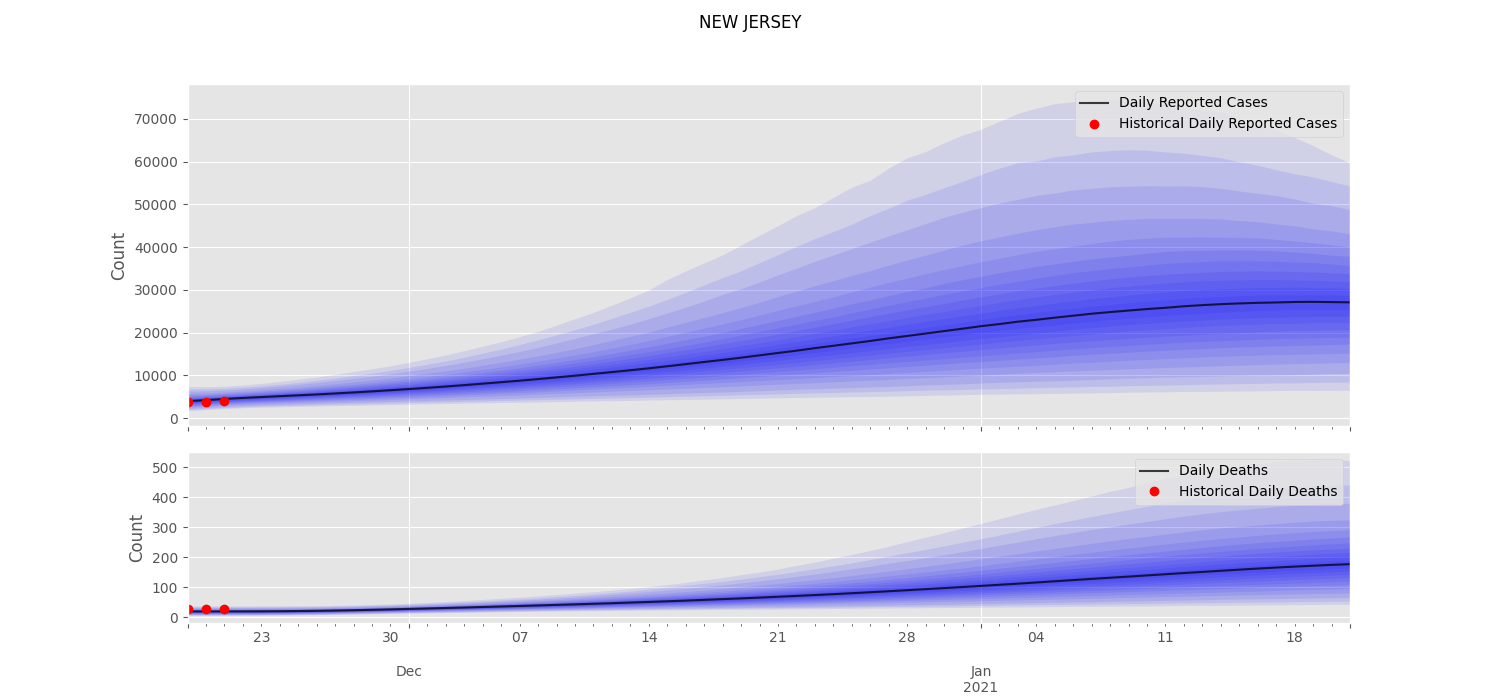 NEW JERSEY
Count
70000
60000
50000
40000
30000
20000
10000
0
Daily Reported Cases
Historical Daily Reported Cases
Count
500
400
300
200
100
0
Daily Deaths
Historical Daily Deaths
23 30 07 14 21 28 04 11 18
Dec Jan
2021